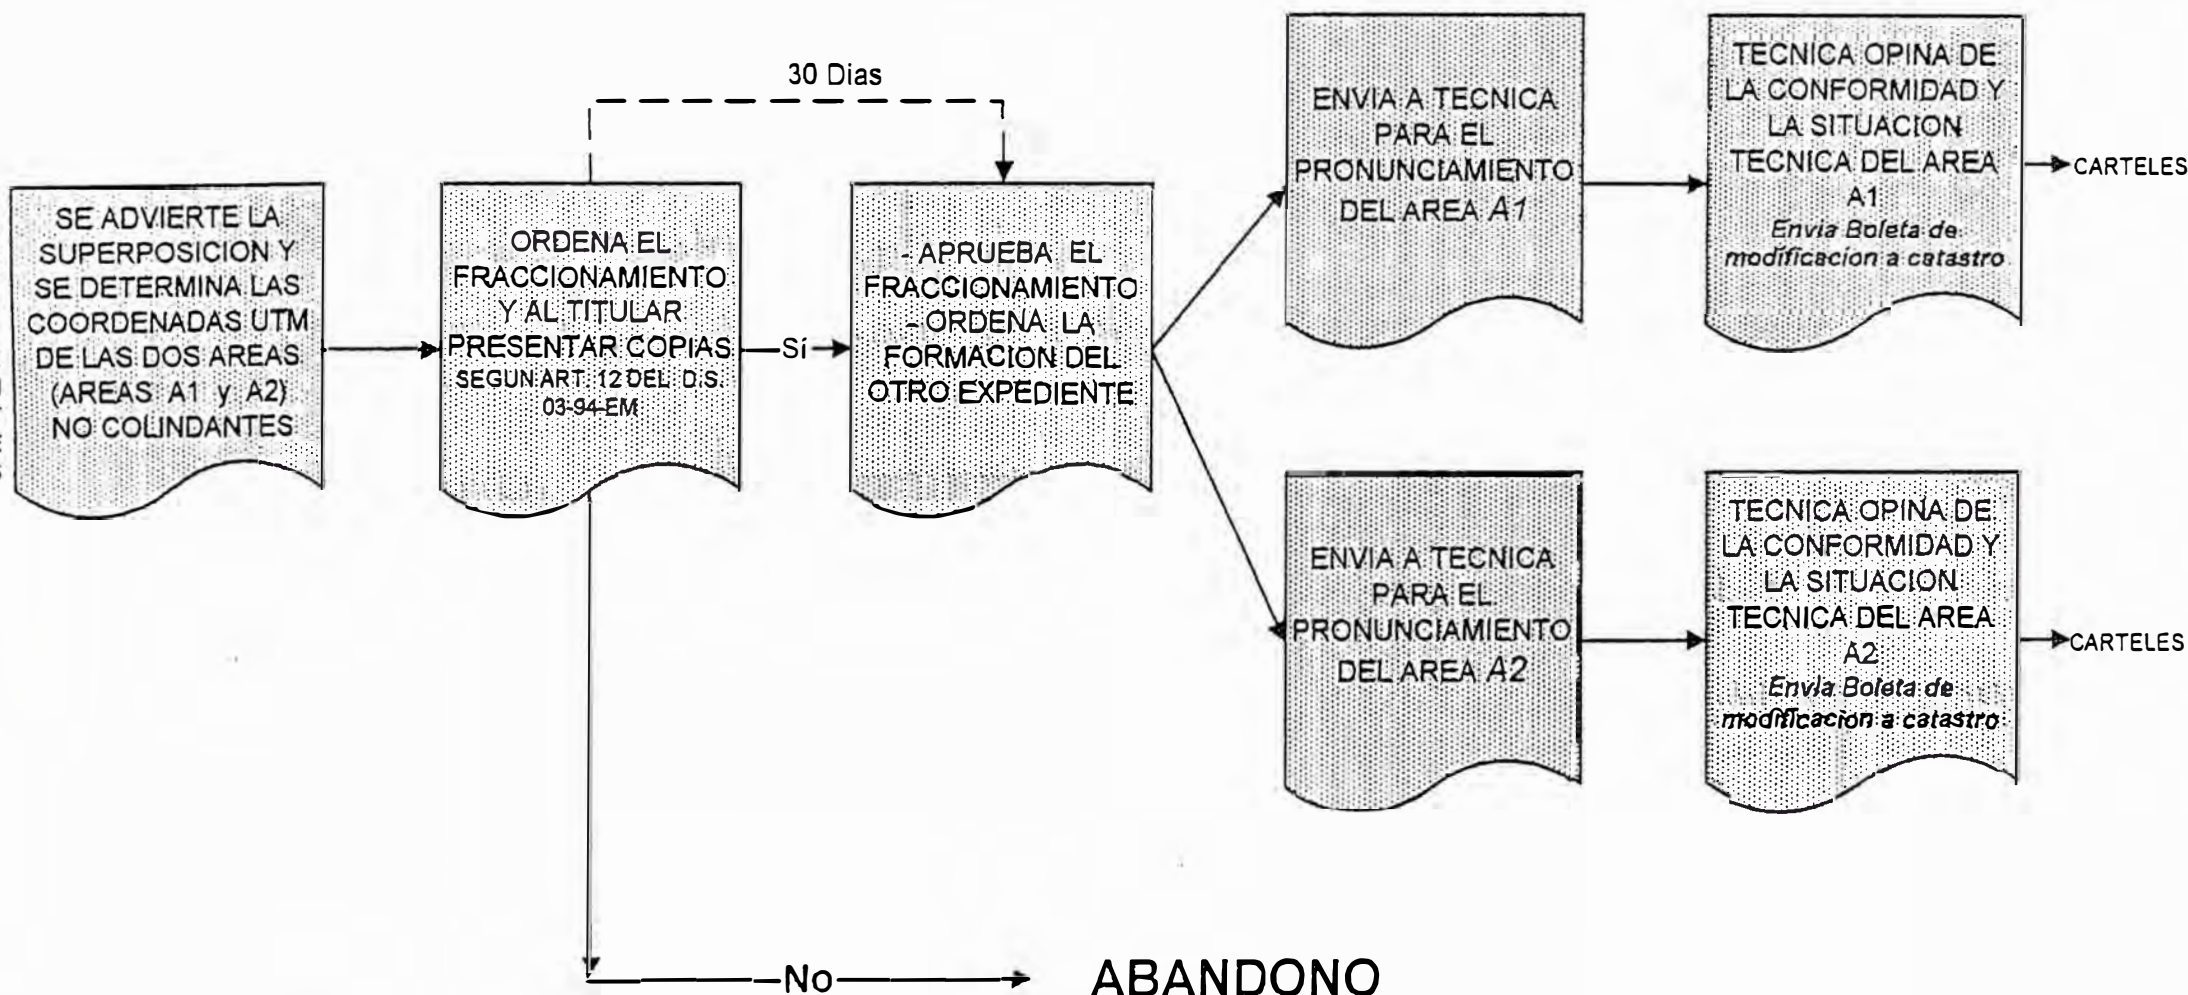 30 Dias
SE ADVIERTE LA
SUPERPOSICION Y
SE DETERMINA LAS
COORDENADAS UTM
DE LAS DOS AREAS
(AREAS A1 y A2)
NO COLINDANTES
ORDENA EL
FRACCIONAMIENTO
Y AL TITULAR
PRESENTAR COPIAS
SEGUN ART. 12 DEL D.S.
03-94-EM
Sí
- APRUEBA EL
FRACCIONAMIENTO
- ORDENA LA
FORMACION DEL
OTRO EXPEDIENTE
ENVIA A TECNICA
PARA EL
PRONUNCIAMIENTO
DEL AREA A1
TECNICA OPINA DE
LA CONFORMIDAD Y
LA SITUACION
TECNICA DEL AREA
A1
Envia Boleta de
modificacion a catastro
CARTELES
ENVIA A TECNICA
PARA EL
PRONUNCIAMIENTO
DEL AREA A2
TECNICA OPINA DE
LA CONFORMIDAD Y
LA SITUACION
TECNICA DEL AREA
A2
Envia Boleta de
modificacion a catastro
CARTELES
No
ABANDONO